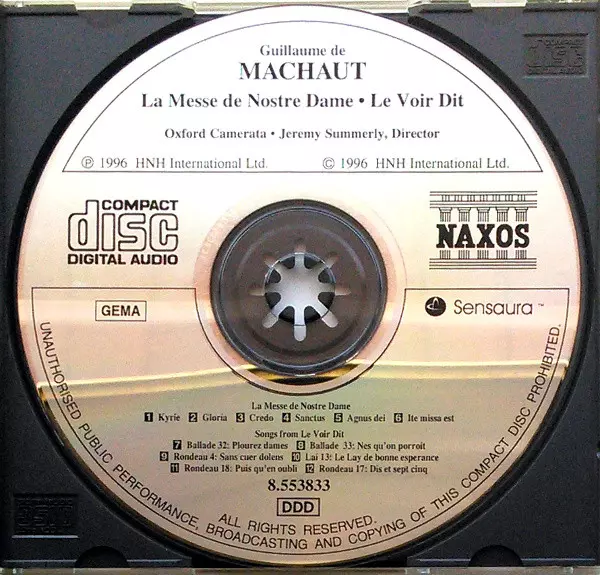 Guillaume de
MACHAUT
La Messe de Nostre Dame • Le Voir Dit
Oxford Camerata • Jeremy Summerly, Director
℗ 1996 HNH International Ltd. © 1996 HNH International Ltd.
COMPACT
disc
DIGITAL AUDIO
NAXOS
GEMA
Sensaura™
La Messe de Nostre Dame
1 Kyrie 2 Gloria 3 Credo 4 Sanctus 5 Agnus dei 6 Ite missa est
Songs from Le Voir Dit
7 Ballade 32: Plourez dames 8 Ballade 33: Nes qu'on porroit
9 Rondeau 4: Sans cuer dolens 10 Lai 13: Le Lay de bonne esperance
11 Rondeau 18: Puis qu'en oubli 12 Rondeau 17: Dis et sept cinq
8.553833
DDD
UNAUTHORISED PUBLIC PERFORMANCE, BROADCASTING AND COPYING OF THIS COMPACT DISC PROHIBITED.
ALL RIGHTS RESERVED.